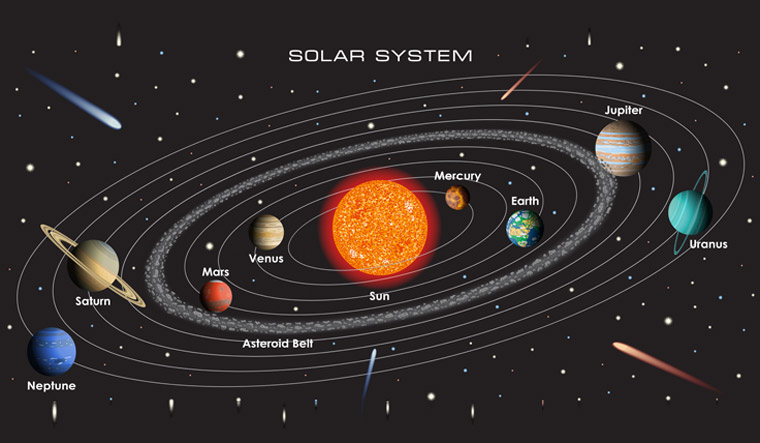 SOLAR SYSTEM
Jupiter
Mercury
Earth
Uranus
Venus
Mars
Sun
Saturn
Asteroid Belt
Neptune